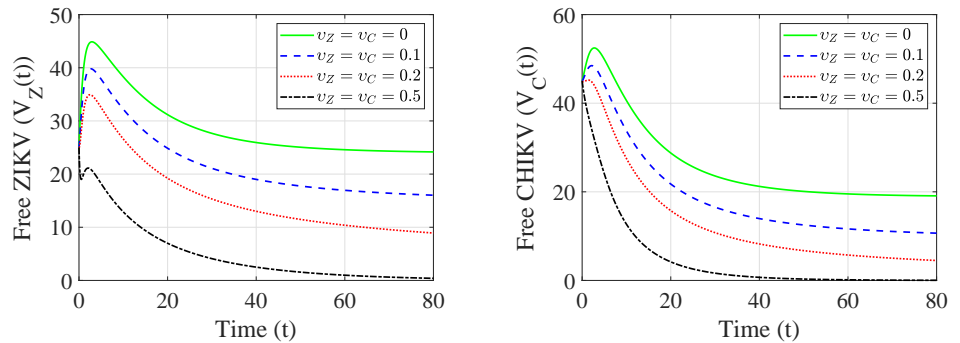 50
40
30
20
10
0
0 20 40 60 80
Free ZIKV (V_Z(t))
Time (t)
v_Z = v_C = 0
v_Z = v_C = 0.1
v_Z = v_C = 0.2
v_Z = v_C = 0.5
60
40
20
0
0 20 40 60 80
Free CHIKV (V_C(t))
Time (t)
v_Z = v_C = 0
v_Z = v_C = 0.1
v_Z = v_C = 0.2
v_Z = v_C = 0.5